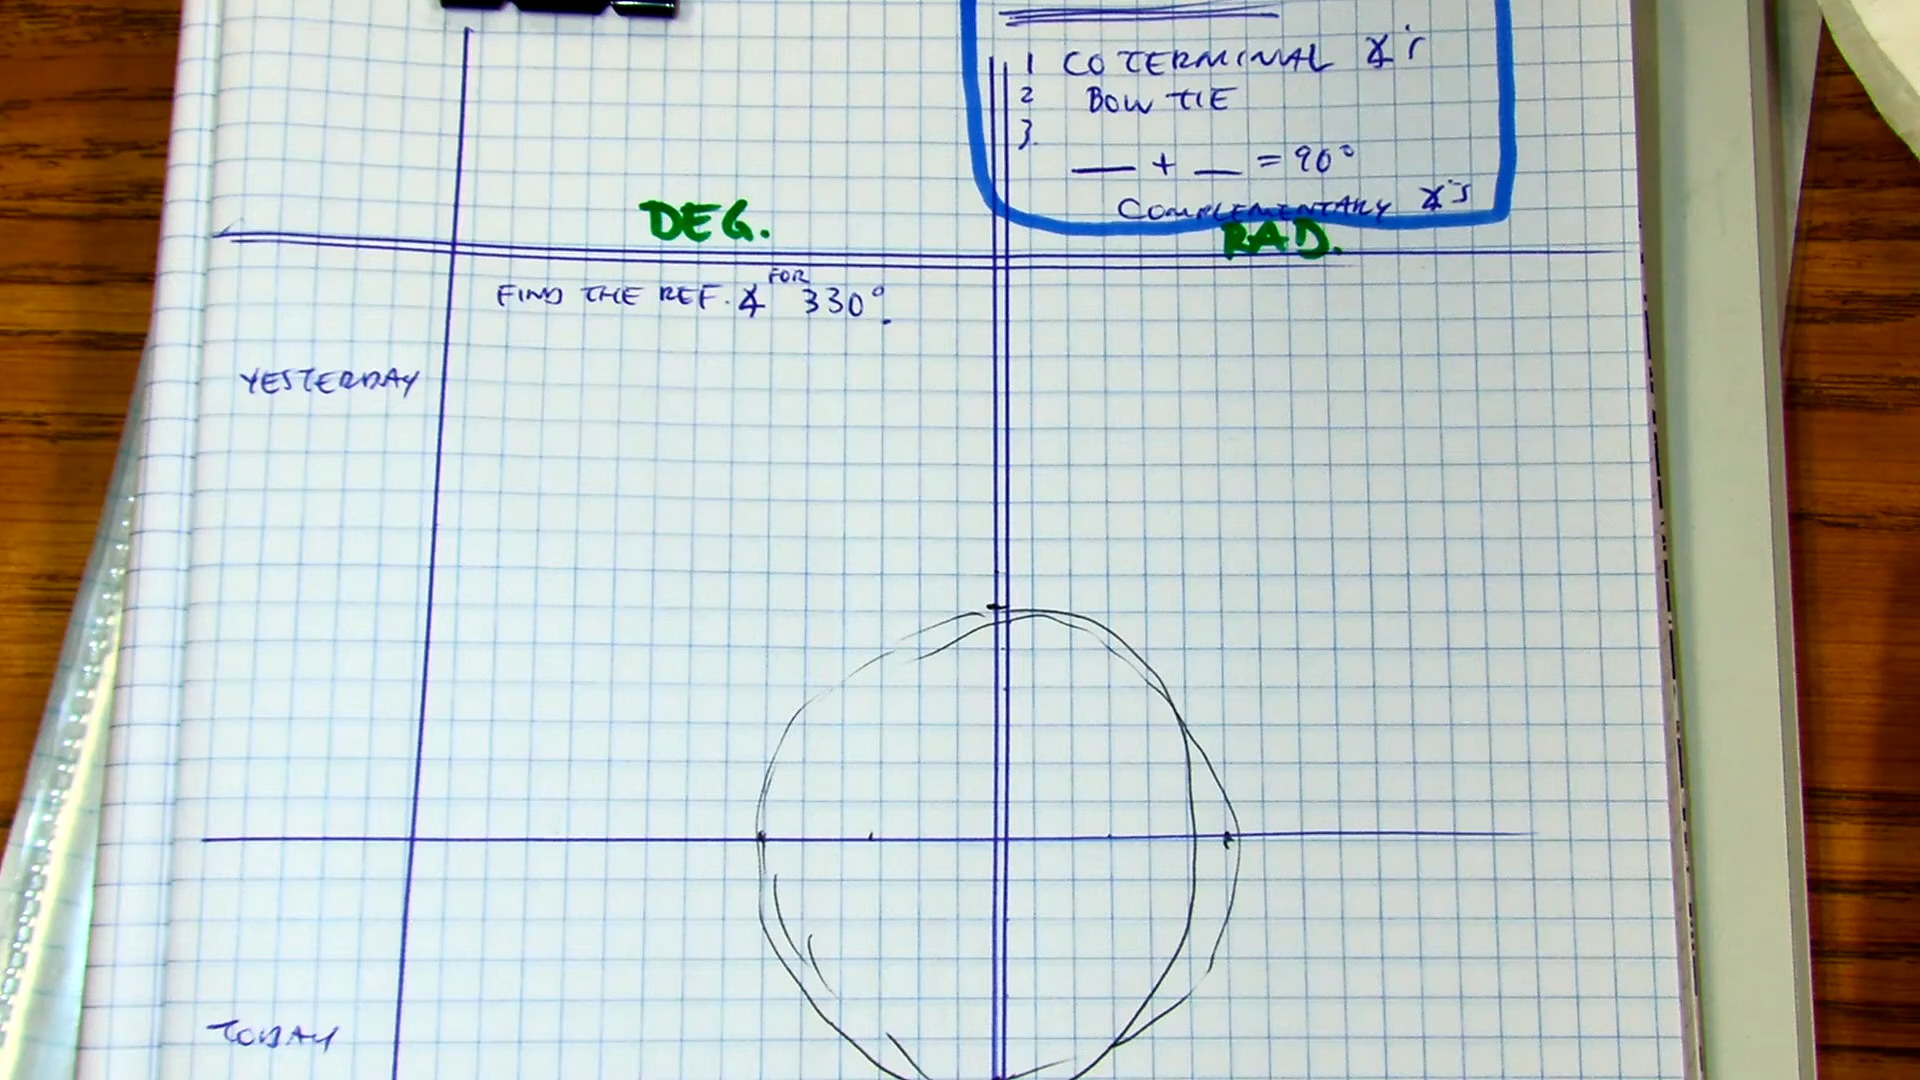 1 COTERMINAL ∡'s
2 BOW TIE
3.
___ + ___ = 90°
COMPLEMENTARY ∡'s
DEG.
RAD.
FIND THE REF. ∡ FOR 330°.
YESTERDAY
TODAY